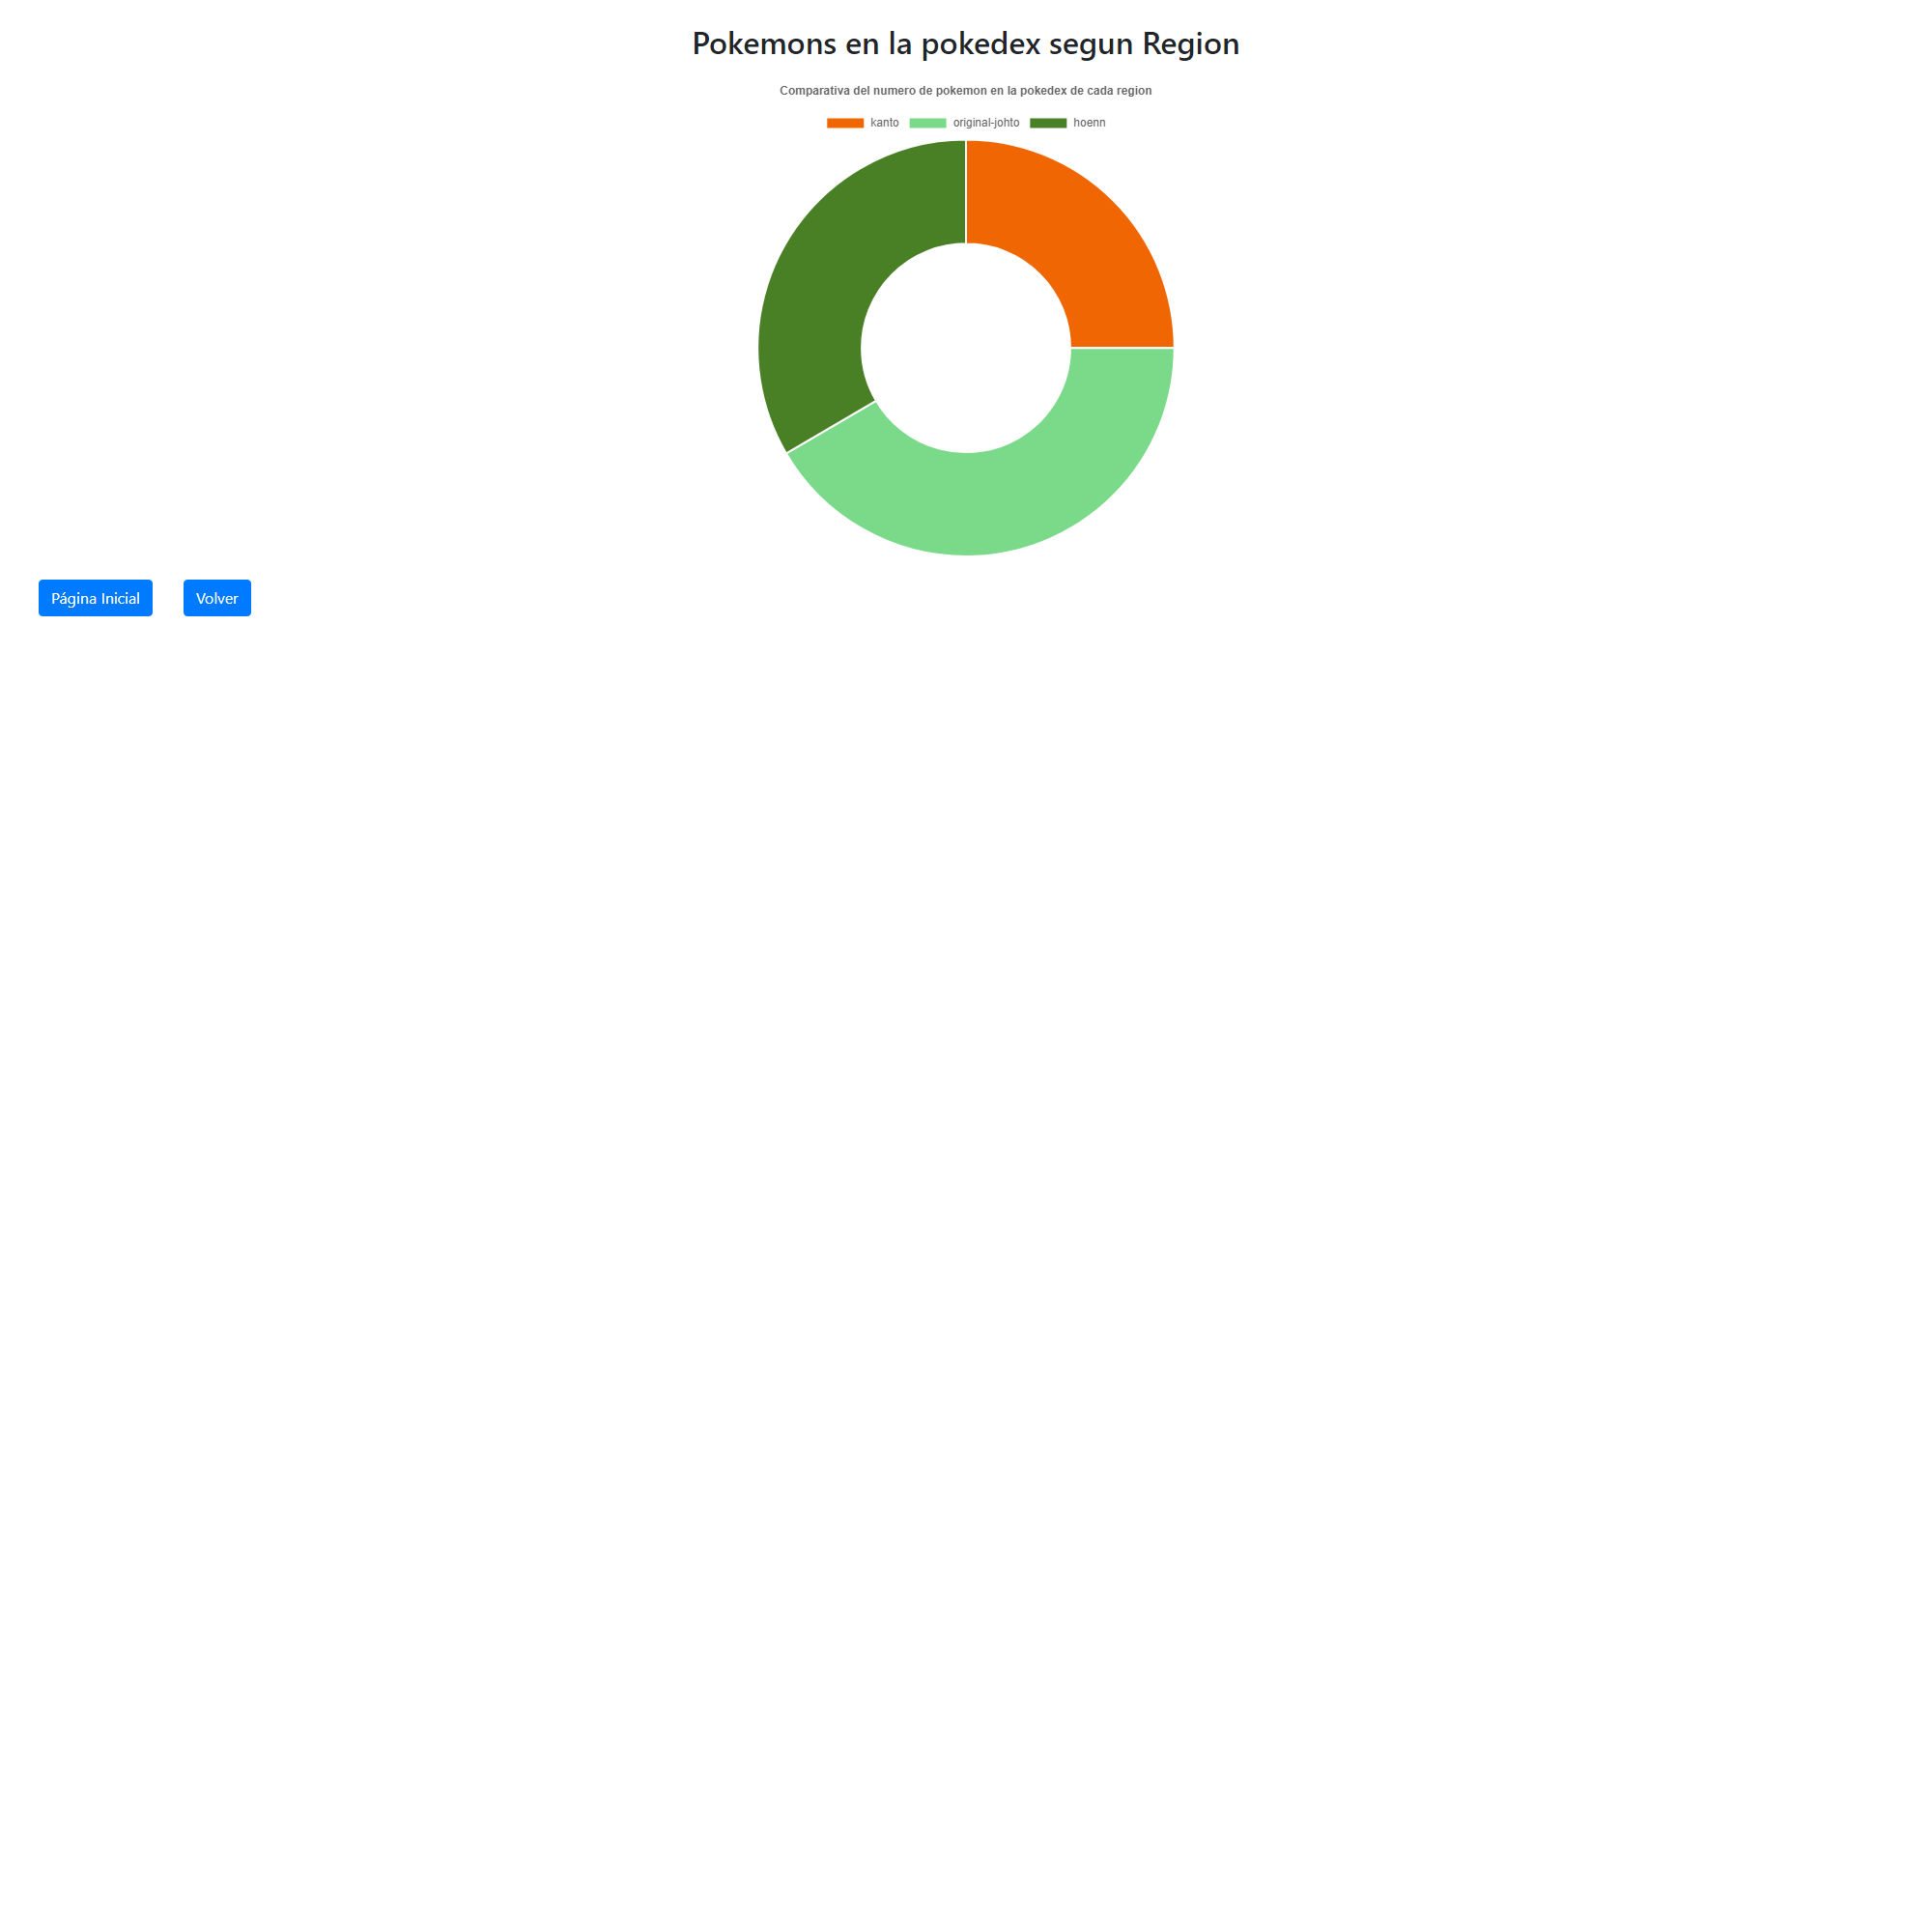 Pokemons en la pokedex segun Region
Comparativa del numero de pokemon en la pokedex de cada region
kanto original-johto hoenn
Página Inicial Volver